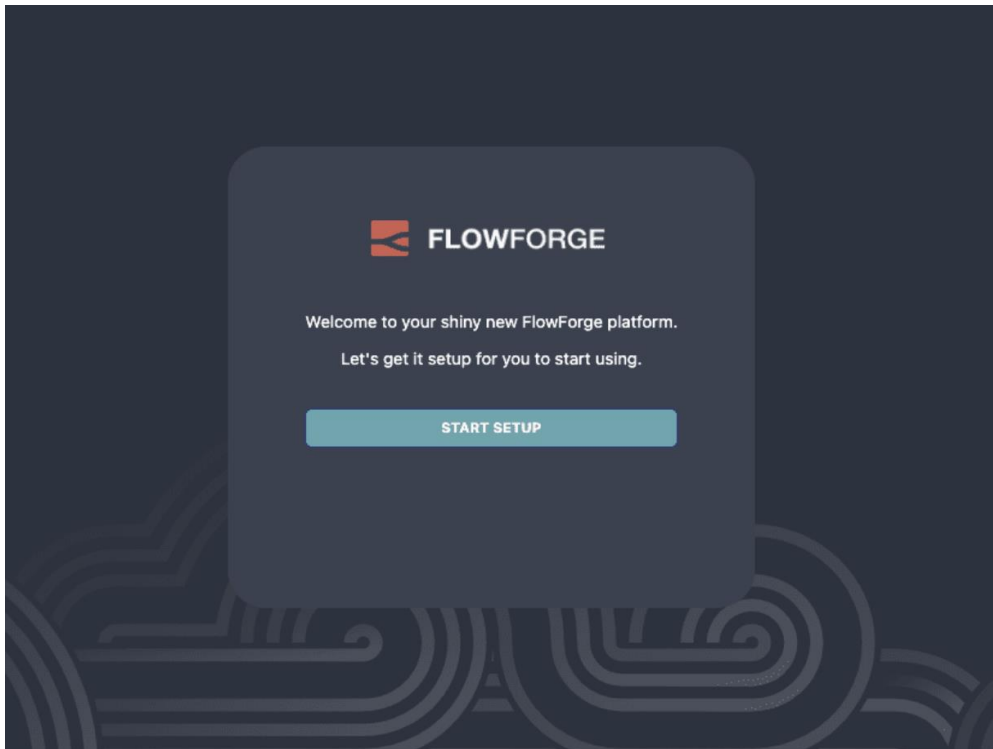 FLOWFORGE
Welcome to your shiny new FlowForge platform.
Let's get it setup for you to start using.
START SETUP